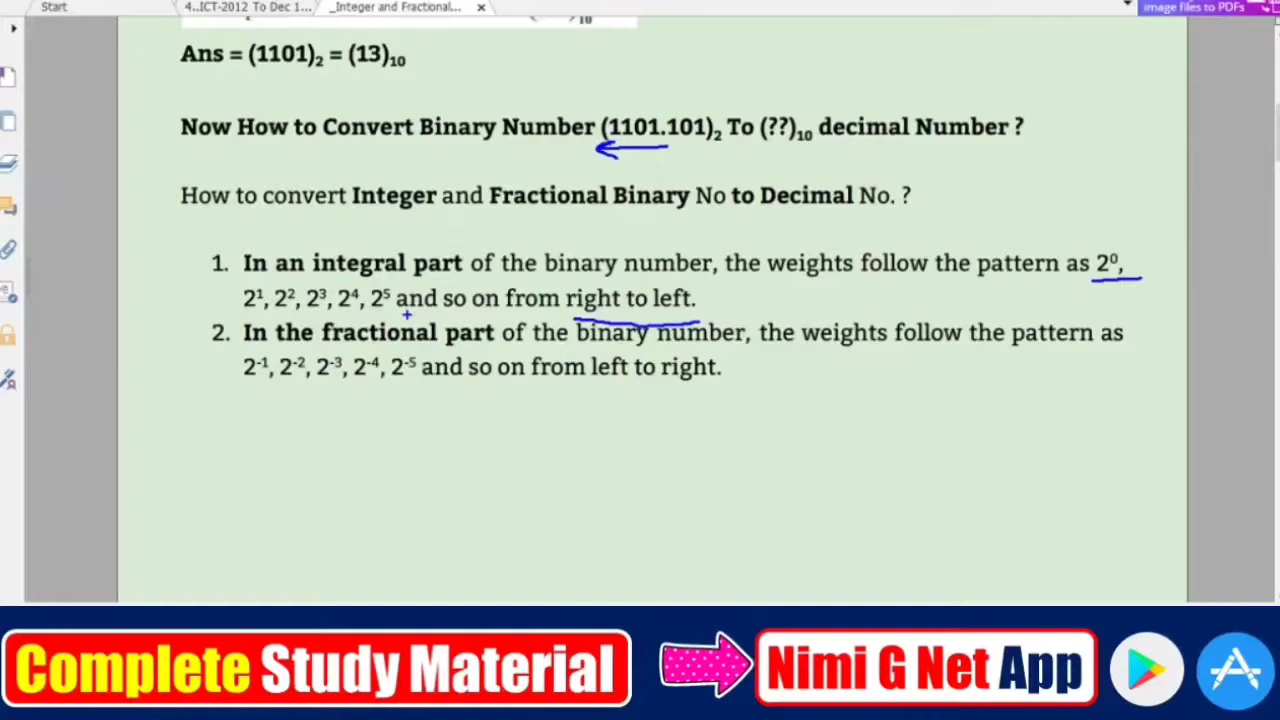 Start
4..ICT-2012 To Dec 1...
_Integer and Fractional...
image files to PDFs
Ans = (1101)₂ = (13)₁₀
Now How to Convert Binary Number (1101.101)₂ To (??)₁₀ decimal Number ?
How to convert Integer and Fractional Binary No to Decimal No. ?
1. In an integral part of the binary number, the weights follow the pattern as 2⁰,
2¹, 2², 2³, 2⁴, 2⁵ and so on from right to left.
2. In the fractional part of the binary number, the weights follow the pattern as
2⁻¹, 2⁻², 2⁻³, 2⁻⁴, 2⁻⁵ and so on from left to right.
Complete Study Material
Nimi G Net App